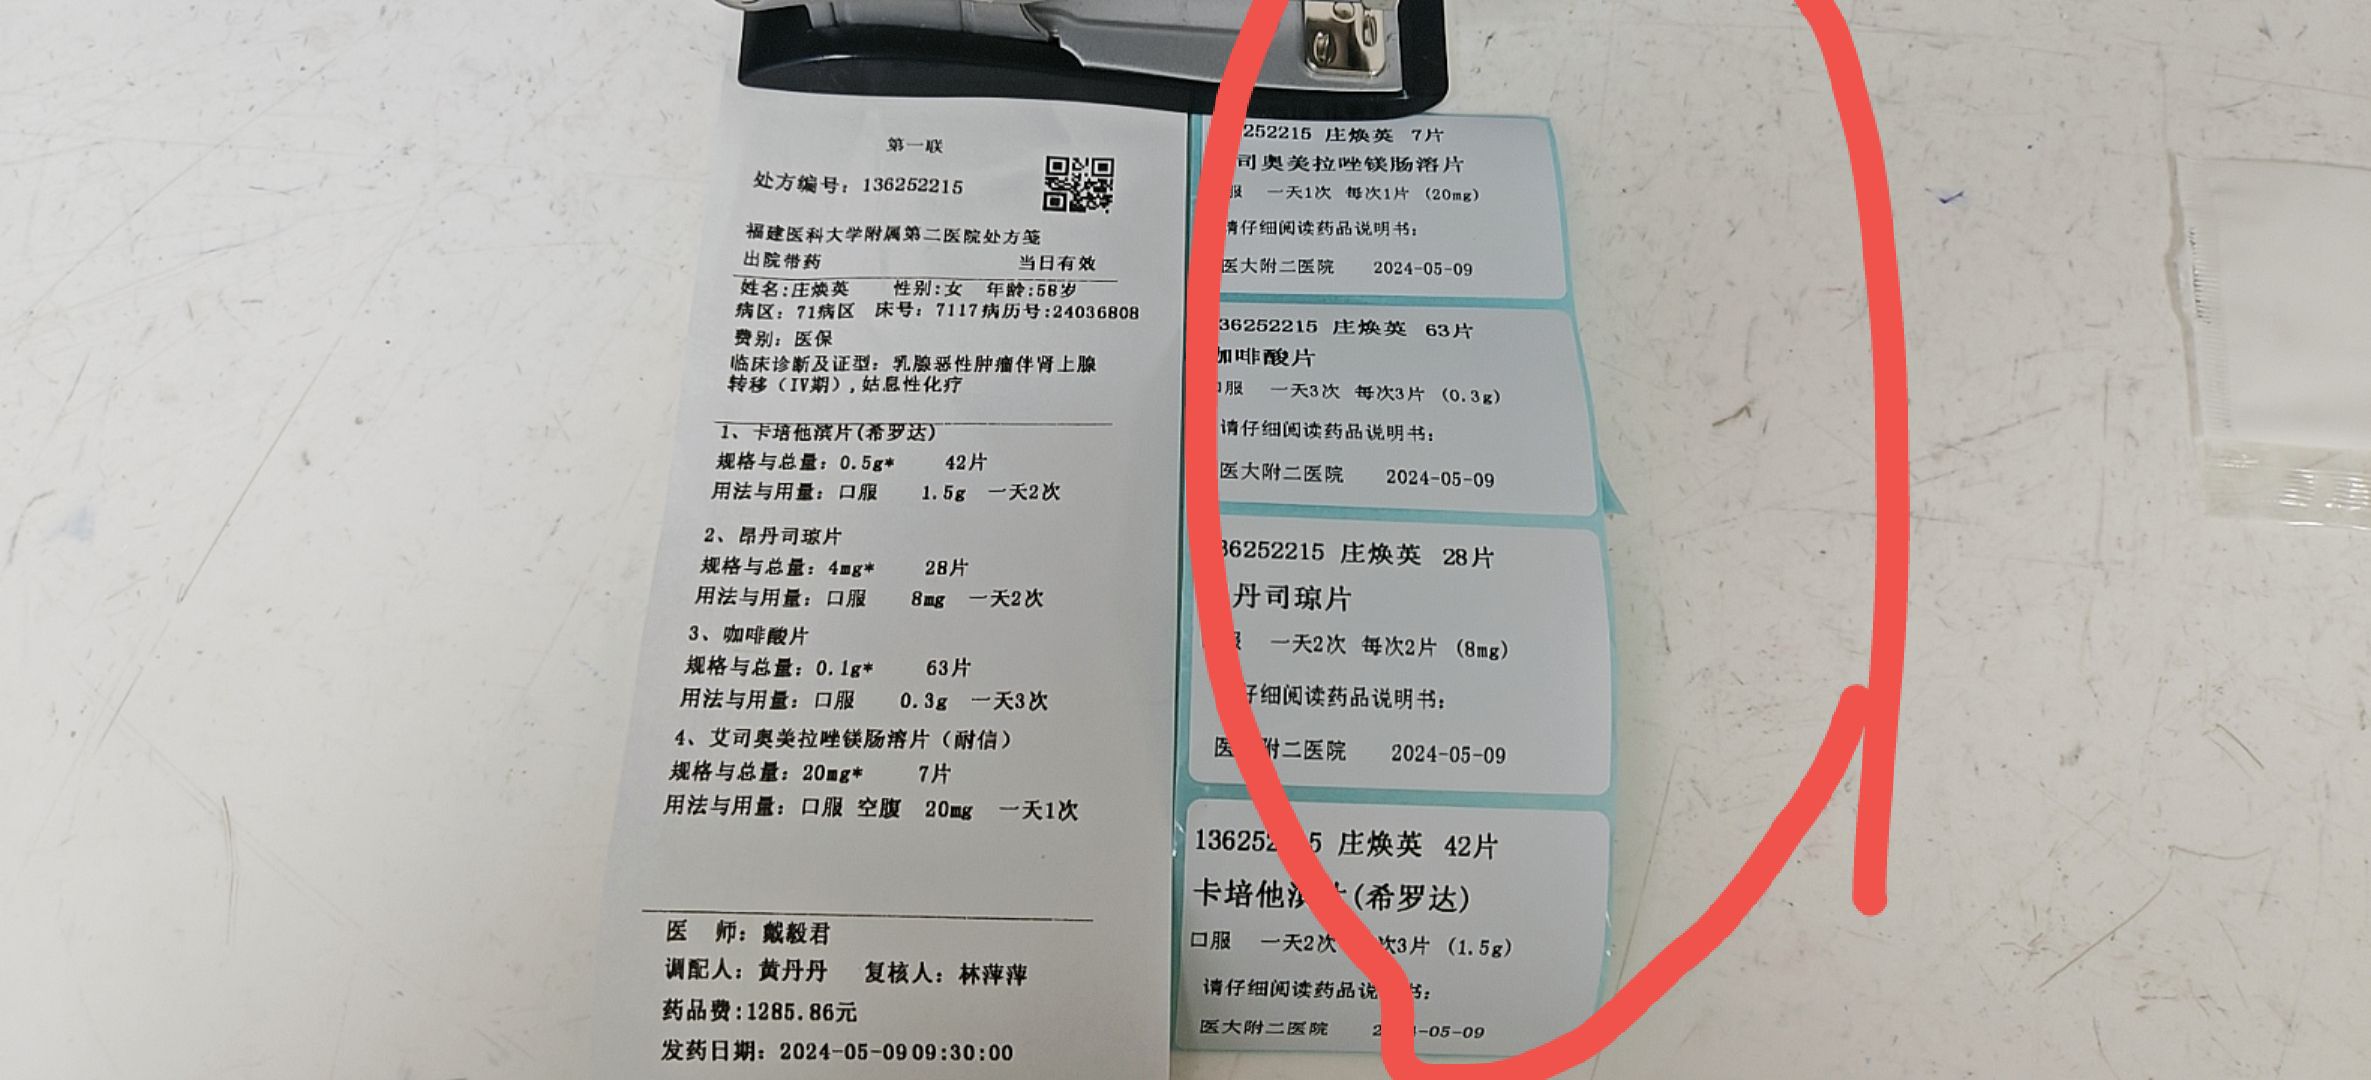 第一联
处方编号：136252215
福建医科大学附属第二医院处方笺
出院带药 当日有效
姓名:庄焕英 性别:女 年龄:58岁
病区：71病区 床号：7117病历号:24036808
费别：医保
临床诊断及证型：乳腺恶性肿瘤伴肾上腺
转移（IV期）,姑息性化疗
1、卡培他滨片(希罗达)
规格与总量：0.5g* 42片
用法与用量：口服 1.5g 一天2次
2、昂丹司琼片
规格与总量：4mg* 28片
用法与用量：口服 8mg 一天2次
3、咖啡酸片
规格与总量：0.1g* 63片
用法与用量：口服 0.3g 一天3次
4、艾司奥美拉唑镁肠溶片（耐信）
规格与总量：20mg* 7片
用法与用量：口服 空腹 20mg 一天1次
医 师：戴毅君
调配人：黄丹丹 复核人：林萍萍
药品费:1285.86元
发药日期：2024-05-09 09:30:00
252215 庄焕英 7片
司奥美拉唑镁肠溶片
服 一天1次 每次1片 (20mg)
请仔细阅读药品说明书：
医大附二医院 2024-05-09
36252215 庄焕英 63片
咖啡酸片
口服 一天3次 每次3片 (0.3g)
请仔细阅读药品说明书：
医大附二医院 2024-05-09
36252215 庄焕英 28片
丹司琼片
服 一天2次 每次2片 (8mg)
仔细阅读药品说明书：
医大附二医院 2024-05-09
136252 5 庄焕英 42片
卡培他滨片(希罗达)
口服 一天2次 次3片 (1.5g)
请仔细阅读药品说 书：
医大附二医院 2 -05-09